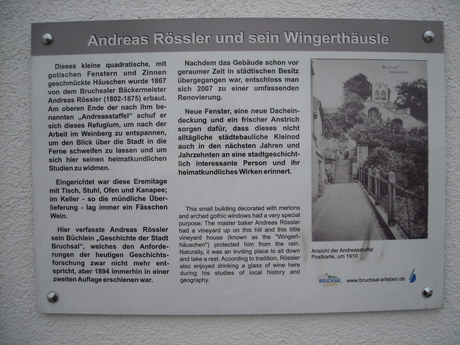 Andreas Rössler und sein Wingerthäusle
Dieses kleine quadratische, mit
gotischen Fenstern und Zinnen
geschmückte Häuschen wurde 1867
von dem Bruchsaler Bäckermeister
Andreas Rössler (1802-1875) erbaut.
Am oberen Ende der nach ihm be-
nannten „Andreasstaffel" schuf er
sich dieses Refugium, um nach der
Arbeit im Weinberg zu entspannen,
um den Blick über die Stadt in die
Ferne schweifen zu lassen und um
sich hier seinen heimatkundlichen
Studien zu widmen.
Eingerichtet war diese Eremitage
mit Tisch, Stuhl, Ofen und Kanapee;
im Keller - so die mündliche Über-
lieferung - lag immer ein Fässchen
Wein.
Hier verfasste Andreas Rössler
sein Büchlein „Geschichte der Stadt
Bruchsal", welches den Anforde-
rungen der heutigen Geschichts-
forschung zwar nicht mehr ent-
spricht, aber 1894 immerhin in einer
zweiten Auflage erschienen war.
Nachdem das Gebäude schon vor
geraumer Zeit in städtischen Besitz
übergegangen war, entschloss man
sich 2007 zu einer umfassenden
Renovierung.
Neue Fenster, eine neue Dachein-
deckung und ein frischer Anstrich
sorgen dafür, dass dieses nicht
alltägliche städtebauliche Kleinod
auch in den nächsten Jahren und
Jahrzehnten an eine stadtgeschicht-
lich interessante Person und ihr
heimatkundliches Wirken erinnert.
This small building decorated with merlons
and arched gothic windows had a very special
purpose: The master baker Andreas Rössler
had a vineyard up on this hill and this little
vineyard house (known as the "Wingert-
häuschen") protected him from the rain.
Naturally, it was an inviting place to sit down
and take a rest. According to tradition, Rössler
also enjoyed drinking a glass of wine here
during his studies of local history and
geography.
Ansicht der Andreasstaffel
Postkarte, um 1910
BRUCHSAL
www.bruchsal-erleben.de